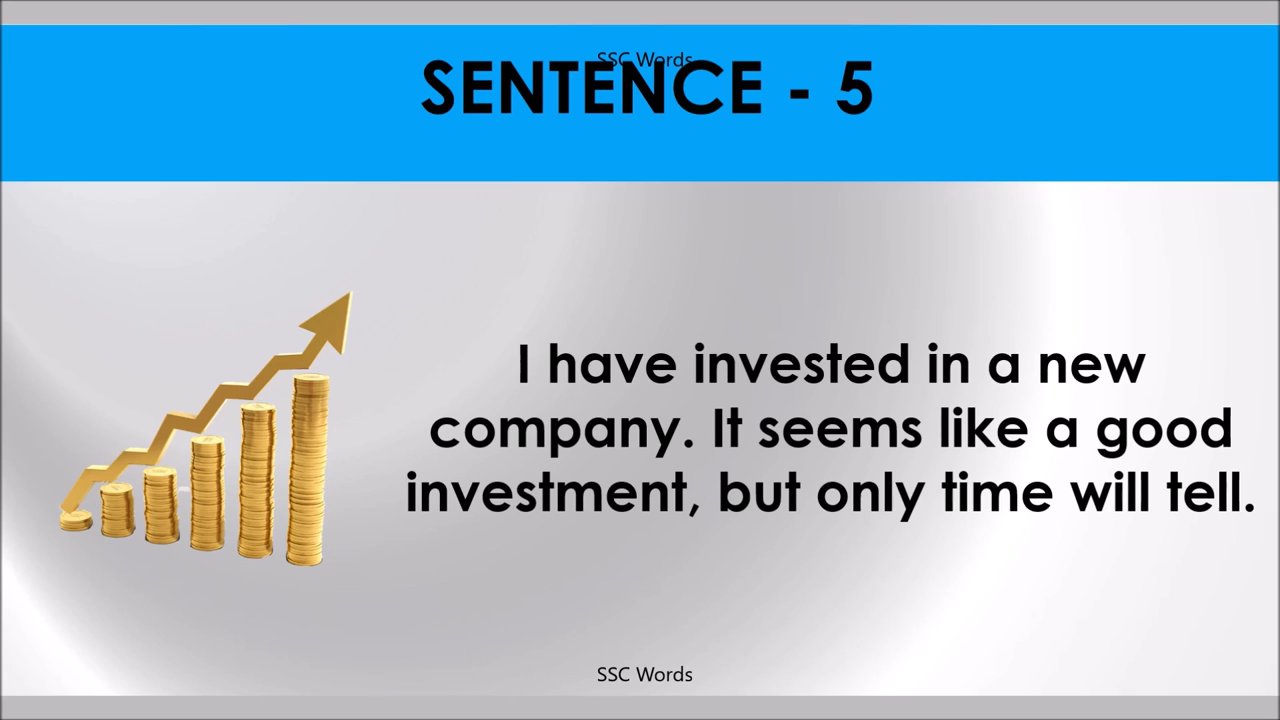 SSC Words
SENTENCE - 5
I have invested in a new
company. It seems like a good
investment, but only time will tell.
SSC Words